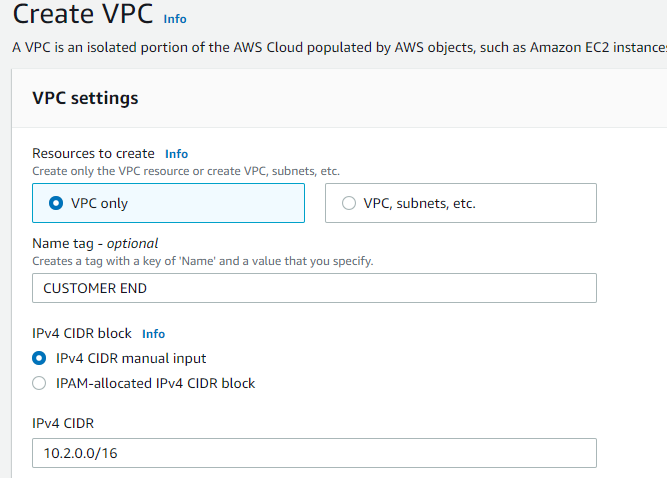 Create VPC Info
A VPC is an isolated portion of the AWS Cloud populated by AWS objects, such as Amazon EC2 instances
VPC settings
Resources to create Info
Create only the VPC resource or create VPC, subnets, etc.
VPC only
VPC, subnets, etc.
Name tag - optional
Creates a tag with a key of 'Name' and a value that you specify.
CUSTOMER END
IPv4 CIDR block Info
IPv4 CIDR manual input
IPAM-allocated IPv4 CIDR block
IPv4 CIDR
10.2.0.0/16